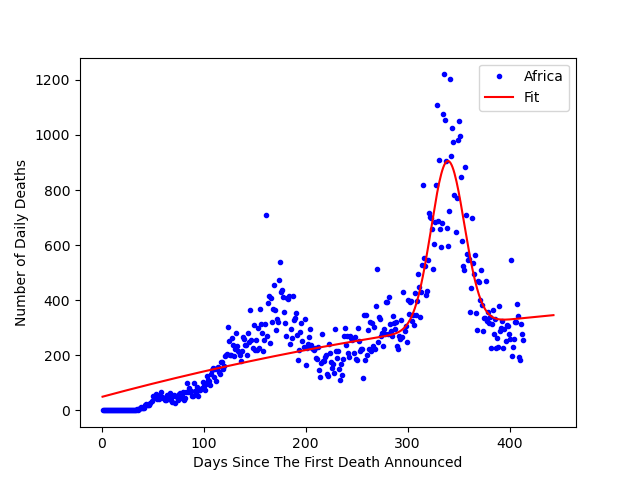 Africa
Fit
Number of Daily Deaths
1200
1000
800
600
400
200
0
0 100 200 300 400
Days Since The First Death Announced